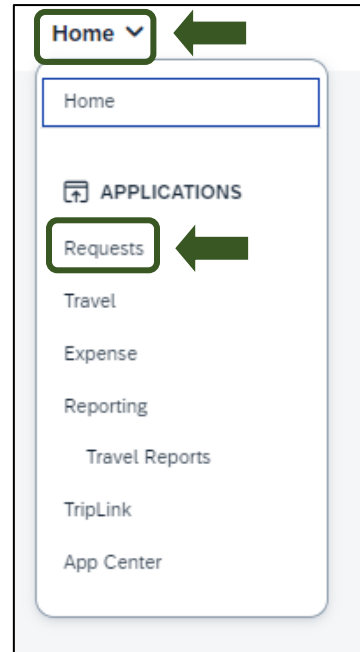 Home
Home
APPLICATIONS
Requests
Travel
Expense
Reporting
Travel Reports
TripLink
App Center